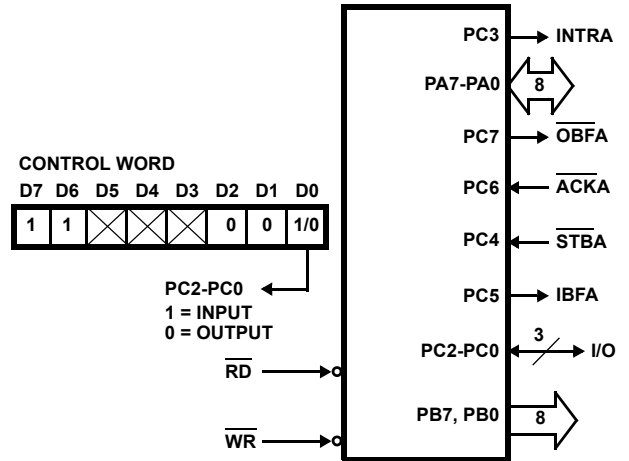 PC3 INTRA
PA7-PA0 8
PC7 OBFA
CONTROL WORD
D7 D6 D5 D4 D3 D2 D1 D0
1 1 0 0 1/0
PC6 ACKA
PC4 STBA
PC2-PC0
1 = INPUT
0 = OUTPUT
PC5 IBFA
PC2-PC0 3 I/O
RD
PB7, PB0 8
WR